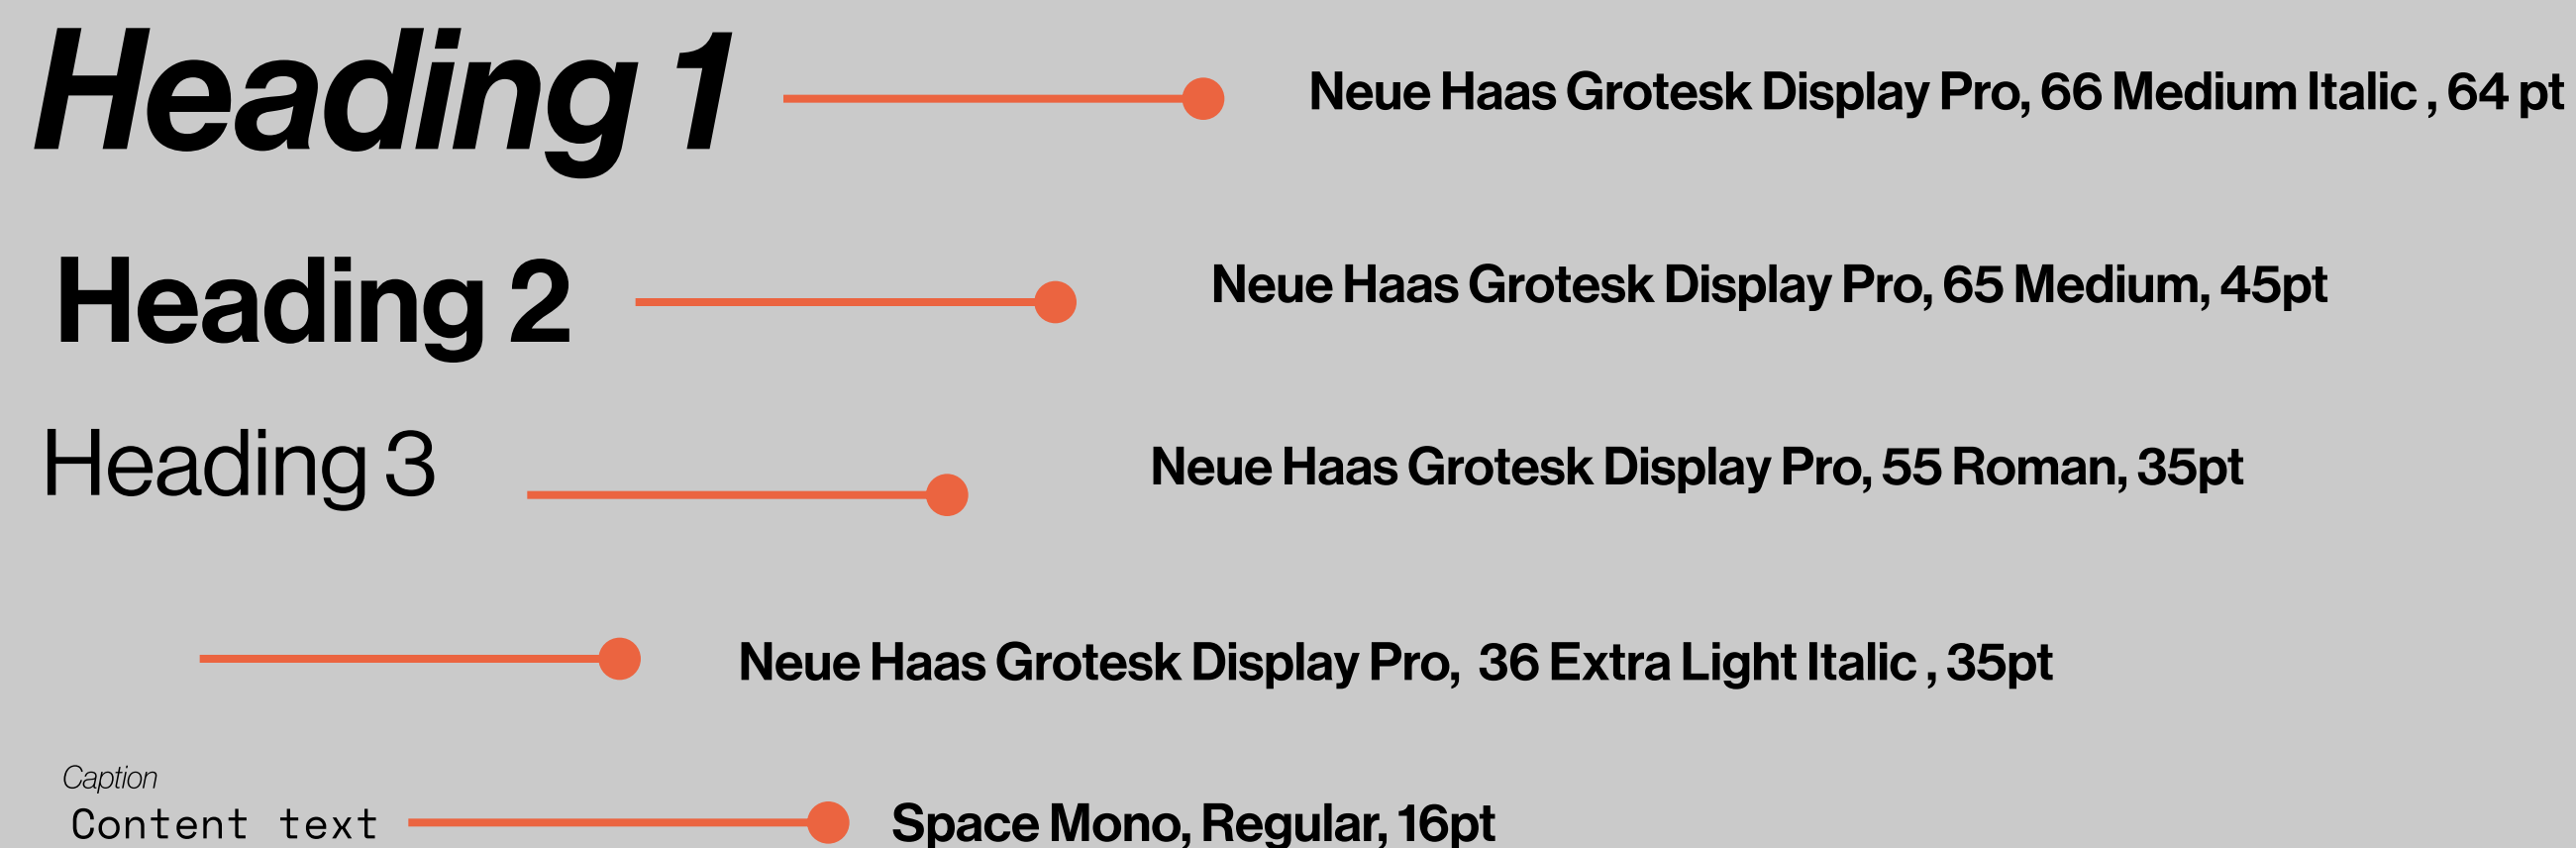 Heading 1
Neue Haas Grotesk Display Pro, 66 Medium Italic , 64 pt
Heading 2
Neue Haas Grotesk Display Pro, 65 Medium, 45pt
Heading 3
Neue Haas Grotesk Display Pro, 55 Roman, 35pt
Neue Haas Grotesk Display Pro,  36 Extra Light Italic , 35pt
Caption
Content text
Space Mono, Regular, 16pt